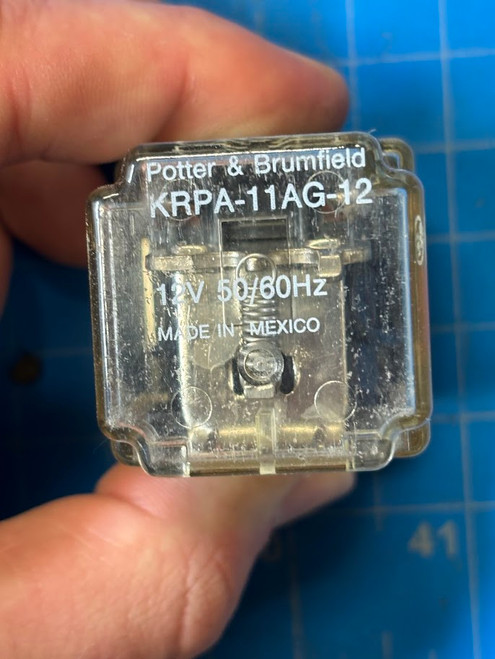 Potter & Brumfield
KRPA-11AG-12
12V 50/60Hz
MADE IN MEXICO
41